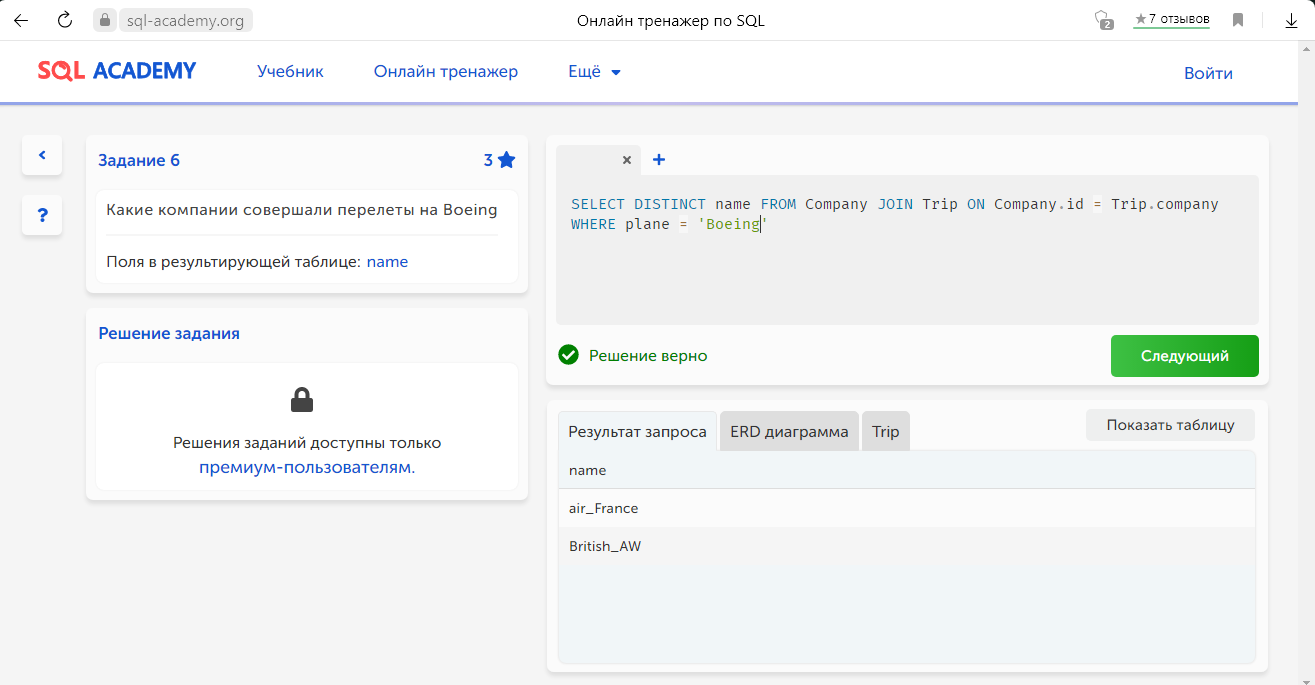 sql-academy.org
Онлайн тренажер по SQL
2
★ 7 отзывов
SQL ACADEMY
Учебник
Онлайн тренажер
Ещё
Войти
Задание 6
3
Какие компании совершали перелеты на Boeing
Поля в результирующей таблице: name
?
Решение задания
Решения заданий доступны только
премиум-пользователям.
SELECT DISTINCT name FROM Company JOIN Trip ON Company.id = Trip.company
WHERE plane = 'Boeing'
Решение верно
Следующий
Результат запроса
ERD диаграмма
Trip
Показать таблицу
name
air_France
British_AW